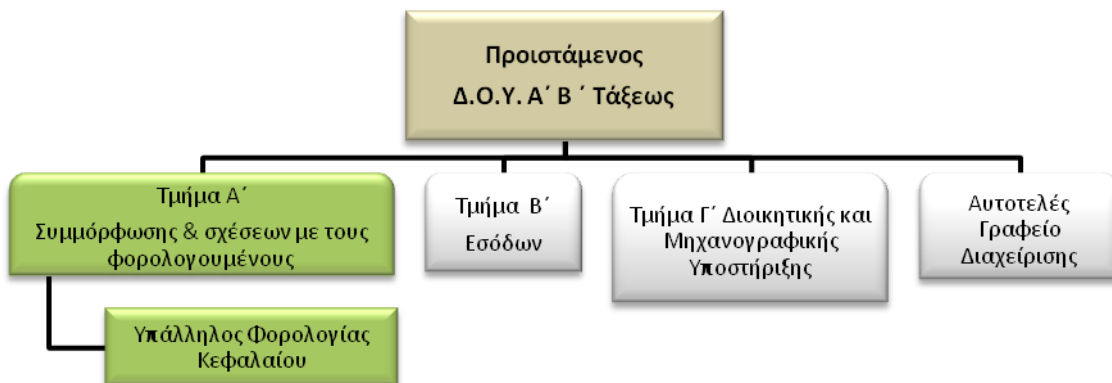 Προιστάμενος
Δ.Ο.Υ. Α΄ Β ΄ Τάξεως
Τμήμα Α΄
Συμμόρφωσης & σχέσεων με τους
φορολογουμένους
Τμήμα Β΄
Εσόδων
Τμήμα Γ΄ Διοικητικής και
Μηχανογραφικής
Υποστήριξης
Αυτοτελές
Γραφείο
Διαχείρισης
Υπάλληλος Φορολογίας
Κεφαλαίου